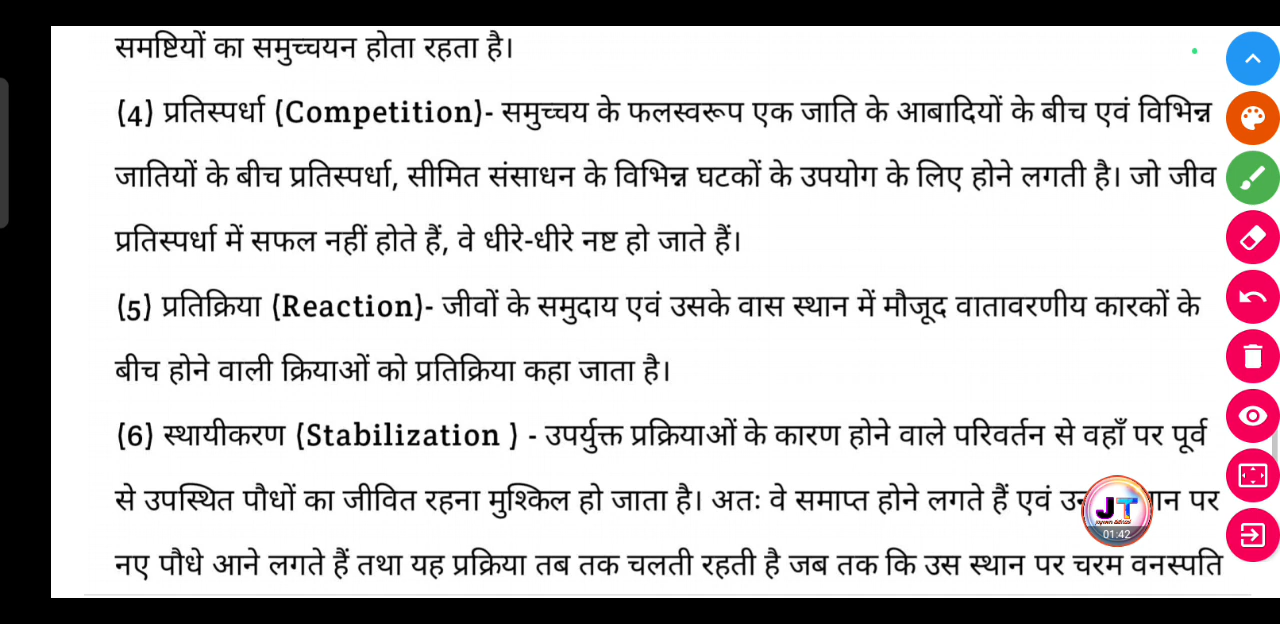 समष्टियों का समुच्चयन होता रहता है।
(4) प्रतिस्पर्धा (Competition)- समुच्चय के फलस्वरूप एक जाति के आबादियों के बीच एवं विभिन्न
जातियों के बीच प्रतिस्पर्धा, सीमित संसाधन के विभिन्न घटकों के उपयोग के लिए होने लगती है। जो जीव
प्रतिस्पर्धा में सफल नहीं होते हैं, वे धीरे-धीरे नष्ट हो जाते हैं।
(5) प्रतिक्रिया (Reaction)- जीवों के समुदाय एवं उसके वास स्थान में मौजूद वातावरणीय कारकों के
बीच होने वाली क्रियाओं को प्रतिक्रिया कहा जाता है।
(6) स्थायीकरण (Stabilization ) - उपर्युक्त प्रक्रियाओं के कारण होने वाले परिवर्तन से वहाँ पर पूर्व
से उपस्थित पौधों का जीवित रहना मुश्किल हो जाता है। अतः वे समाप्त होने लगते हैं एवं पर
JT
01:42
नए पौधे आने लगते हैं तथा यह प्रक्रिया तब तक चलती रहती है जब तक कि उस स्थान पर चरम वनस्पति